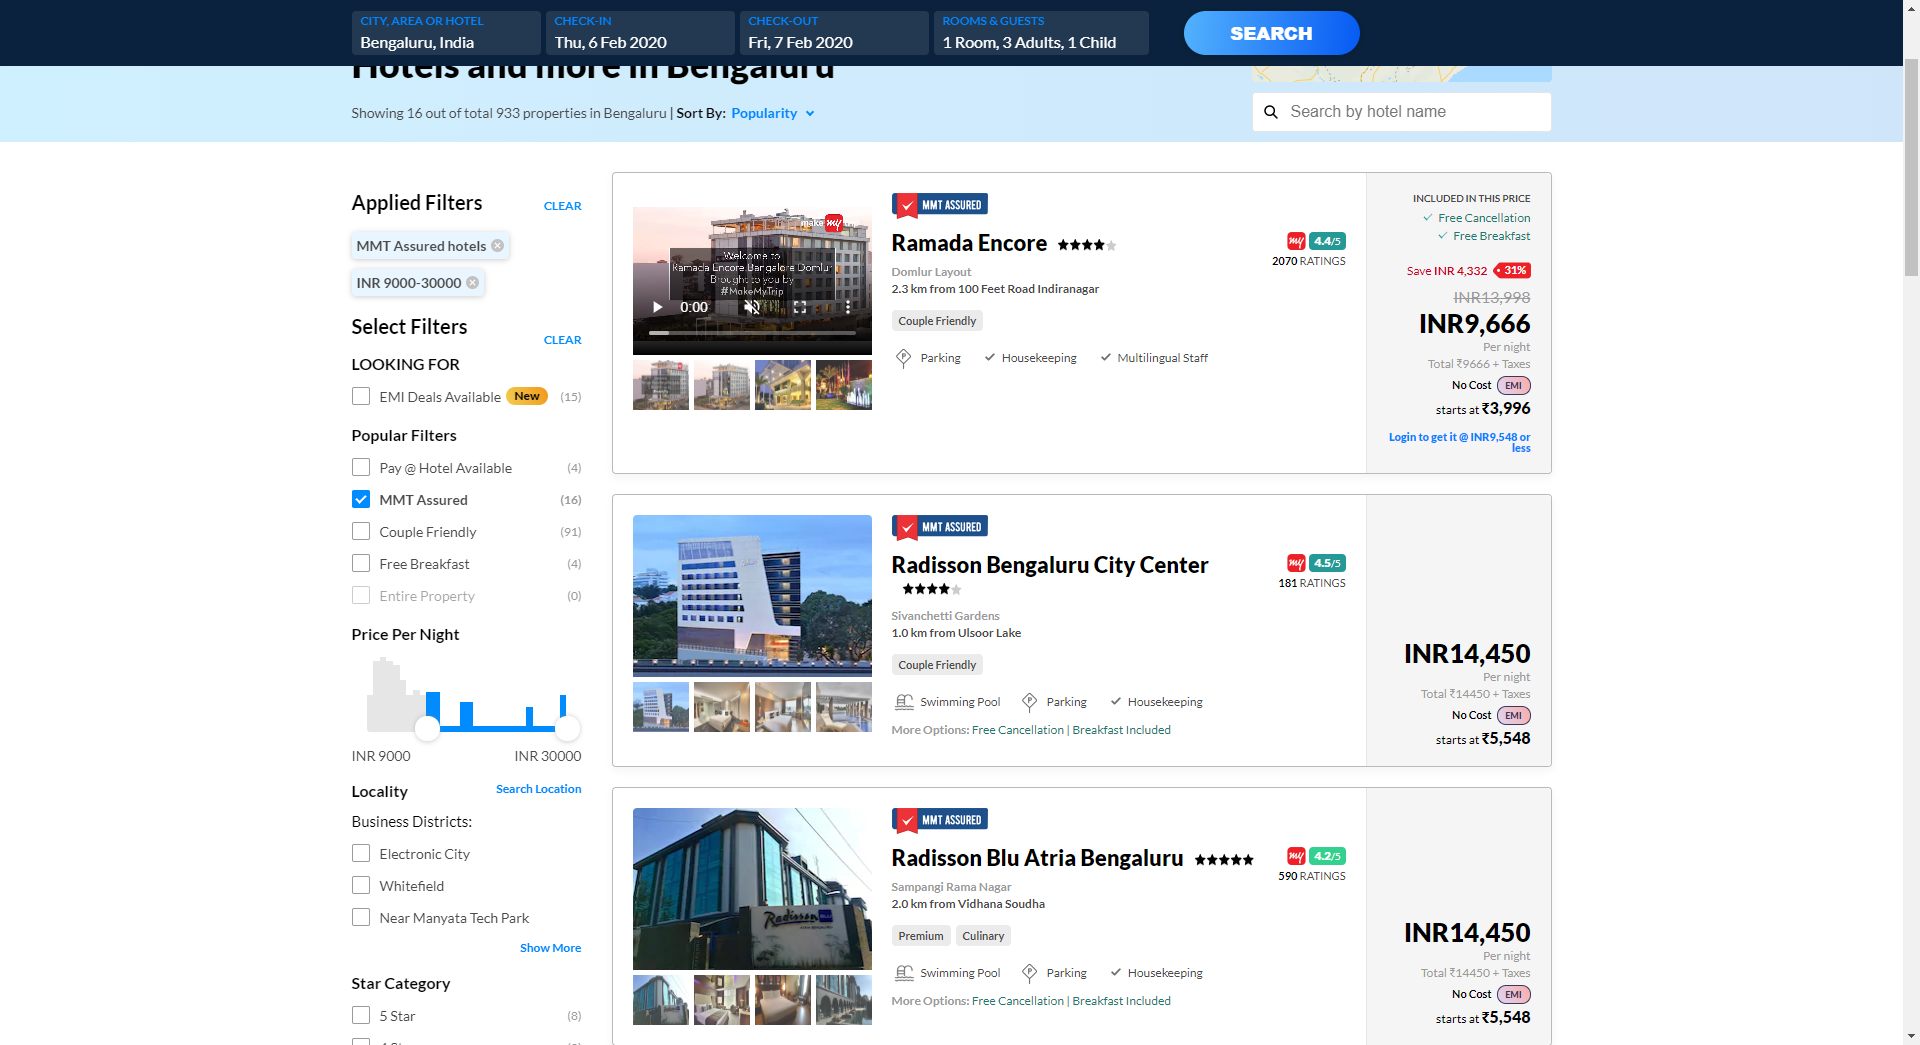 CITY, AREA OR HOTEL
Bengaluru, India
CHECK-IN
Thu, 6 Feb 2020
CHECK-OUT
Fri, 7 Feb 2020
ROOMS & GUESTS
1 Room, 3 Adults, 1 Child
SEARCH
Hotels and more in Bengaluru
Showing 16 out of total 933 properties in Bengaluru | Sort By: Popularity
Search by hotel name
Applied Filters
CLEAR
MMT Assured hotels
INR 9000-30000
Select Filters
CLEAR
LOOKING FOR
EMI Deals Available New (15)
Popular Filters
Pay @ Hotel Available (4)
MMT Assured (16)
Couple Friendly (91)
Free Breakfast (4)
Entire Property (0)
Price Per Night
INR 9000 INR 30000
Locality
Search Location
Business Districts:
Electronic City
Whitefield
Near Manyata Tech Park
Show More
Star Category
5 Star (8)
make my
Welcome to
Ramada Encore Bangalore Domlur
Brought to you by
#MakeMyTrip
0:00
MMT ASSURED
Ramada Encore
Domlur Layout
2.3 km from 100 Feet Road Indiranagar
Couple Friendly
Parking Housekeeping Multilingual Staff
my 4.4/5
2070 RATINGS
INCLUDED IN THIS PRICE
Free Cancellation
Free Breakfast
Save INR 4,332 31%
INR13,998
INR9,666
Per night
Total ₹9666 + Taxes
No Cost EMI
starts at ₹3,996
Login to get it @ INR9,548 or
less
MMT ASSURED
Radisson Bengaluru City Center
Sivanchetti Gardens
1.0 km from Ulsoor Lake
Couple Friendly
Swimming Pool Parking Housekeeping
More Options: Free Cancellation | Breakfast Included
my 4.5/5
181 RATINGS
INR14,450
Per night
Total ₹14450 + Taxes
No Cost EMI
starts at ₹5,548
Radisson BLU
MMT ASSURED
Radisson Blu Atria Bengaluru
Sampangi Rama Nagar
2.0 km from Vidhana Soudha
Premium Culinary
Swimming Pool Parking Housekeeping
More Options: Free Cancellation | Breakfast Included
my 4.2/5
590 RATINGS
INR14,450
Per night
Total ₹14450 + Taxes
No Cost EMI
starts at ₹5,548